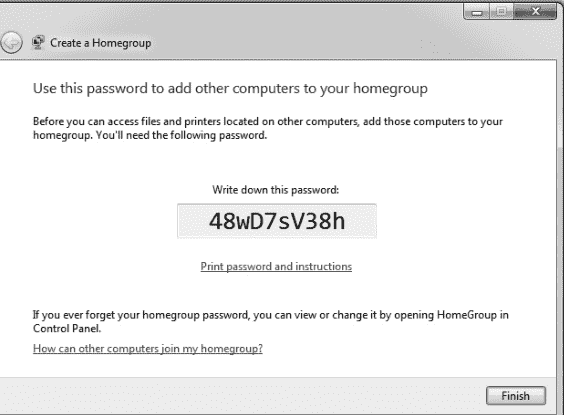 Create a Homegroup
Use this password to add other computers to your homegroup
Before you can access files and printers located on other computers, add those computers to your
homegroup. You'll need the following password.
Write down this password:
48wD7sV38h
Print password and instructions
If you ever forget your homegroup password, you can view or change it by opening HomeGroup in
Control Panel.
How can other computers join my homegroup?
Finish